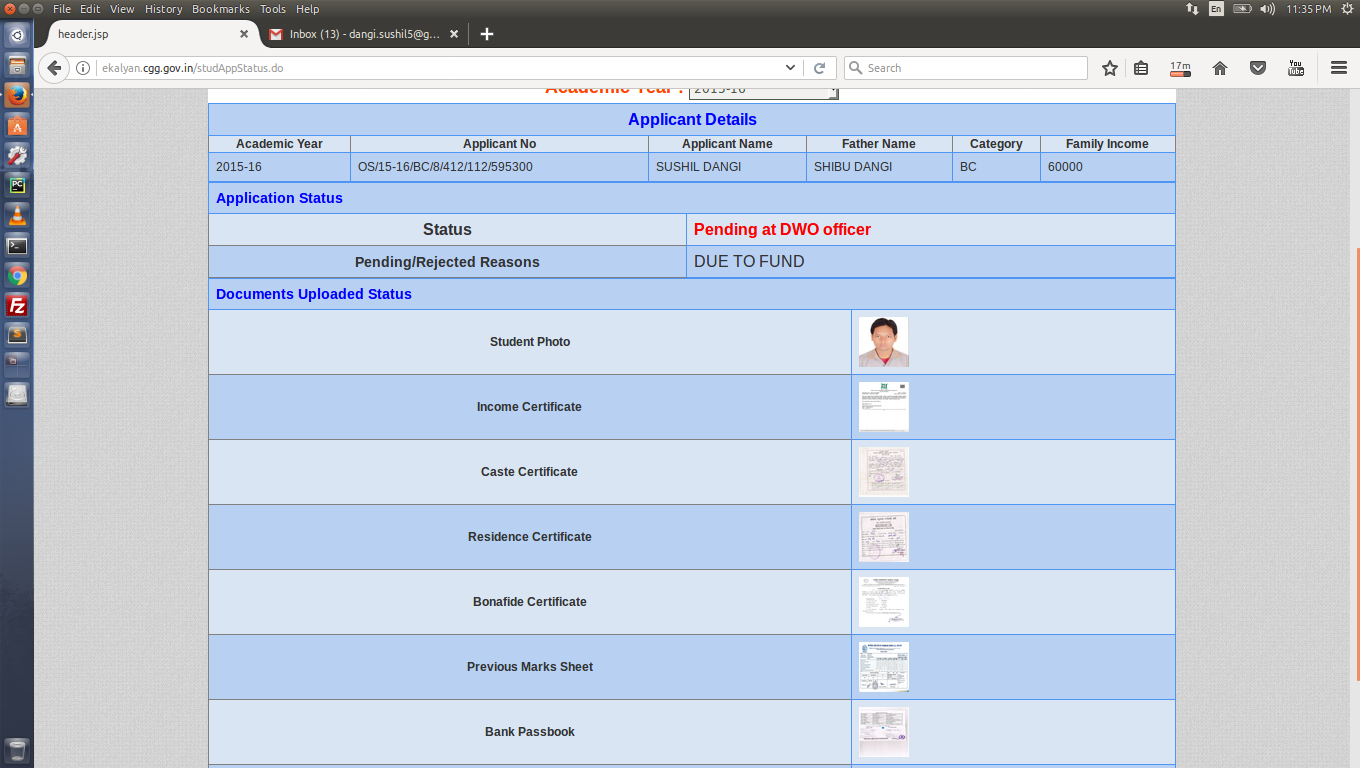 File Edit View History Bookmarks Tools Help
En
11:35 PM
header.jsp
Inbox (13) - dangi.sushil5@g...
ekalyan.cgg.gov.in/studAppStatus.do
Search
17m
You
Tube
Academic Year : 2015-16
Applicant Details
Academic Year Applicant No Applicant Name Father Name Category Family Income
2015-16 OS/15-16/BC/8/412/112/595300 SUSHIL DANGI SHIBU DANGI BC 60000
Application Status
Status Pending at DWO officer
Pending/Rejected Reasons DUE TO FUND
Documents Uploaded Status
Student Photo
Income Certificate
Caste Certificate
Residence Certificate
Bonafide Certificate
Previous Marks Sheet
Bank Passbook
PC
Fz
S